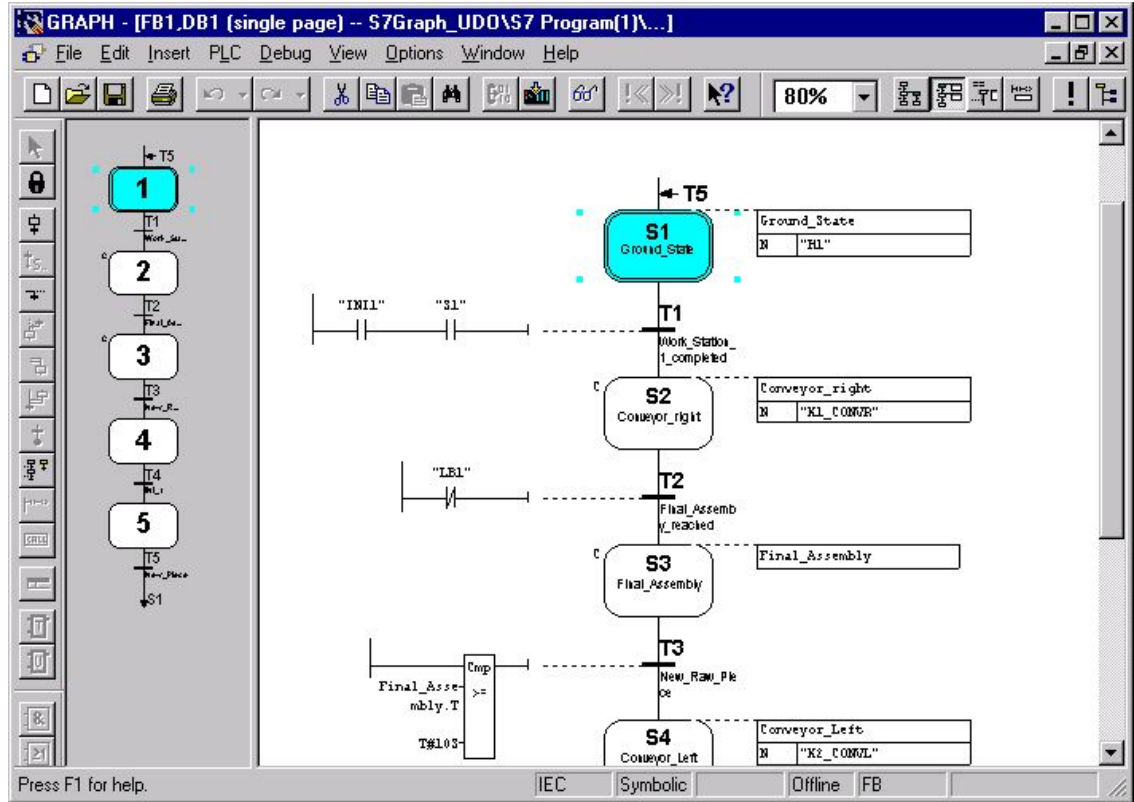 GRAPH - [FB1,DB1 (single page) -- S7Graph_UDO\S7 Program(1)\...]
File Edit Insert PLC Debug View Options Window Help
80%
T5
1
T1
2
T2
3
T3
4
T4
5
T5
S1
T5
S1
Ground_State
Ground_State
N "H1"
"INI1" "S1"
T1
Work_Station_
1_completed
C
S2
Conveyor_right
Conveyor_right
N "K1_CONVR"
"LB1"
T2
Final_Assemb
y_reached
C
S3
Final_Assembly
Final_Assembly
T3
New_Raw_Pie
ce
Cmp
>=
Final_Asse
mbly.T
T#10S
S4
Conveyor_Left
Conveyor_Left
N "K2_CONVL"
Press F1 for help.
IEC Symbolic Offline FB